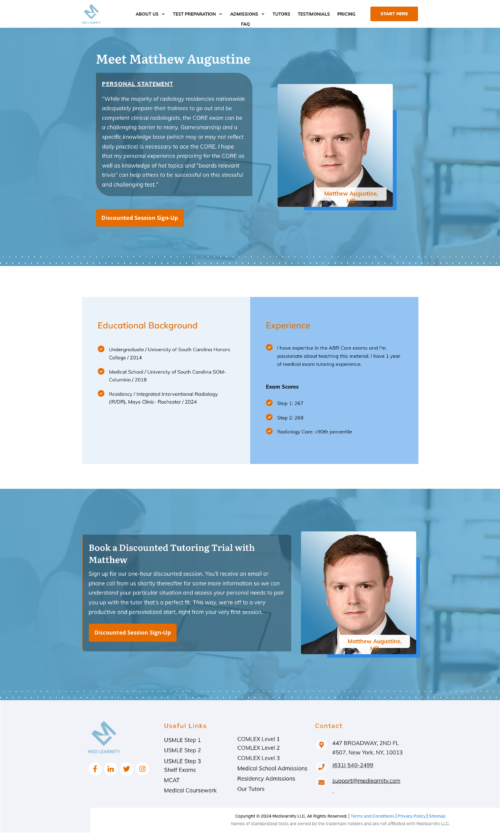 ABOUT US
TEST PREPARATION
ADMISSIONS
TUTORS
TESTIMONIALS
PRICING
FAQ
START HERE
MEDLEARNITY
Meet Matthew Augustine
PERSONAL STATEMENT
"While the majority of radiology residencies nationwide
adequately prepare their trainees to go out and be
competent clinical radiologists, the CORE exam can be
a challenging barrier to many. Gamesmanship and a
specific knowledge base (which may or may not reflect
daily practice) is necessary to ace the CORE. I hope
that my personal experience preparing for the CORE as
well as knowledge of hot topics and "boards relevant
trivia" can help others to be successful on this stressful
and challenging test."
Matthew Augustine,
Discounted Session Sign-Up
Educational Background
Undergraduate / University of South Carolina Honors
College / 2014
Medical School / University of South Carolina SOM-
Columbia / 2018
Residency / Integrated Interventional Radiology
(IR/DR), Mayo Clinic- Rochester / 2024
Experience
I have expertise in the ABR Core exams and I'm
passionate about teaching this material. I have 1 year
of medical exam tutoring experience.
Exam Scores
Step 1: 267
Step 2: 268
Radiology Core: >90th percentile
Book a Discounted Tutoring Trial with
Matthew
Sign up for our one-hour discounted session. You'll receive an email or
phone call from us shortly thereafter for some more information so we can
understand your particular situation and assess your personal needs to pair
you up with the tutor that's a perfect fit. This way, we're off to a very
productive and personalized start, right from your very first session.
Discounted Session Sign-Up
Matthew Augustine,
MEDLEARNITY
Useful Links
USMLE Step 1
USMLE Step 2
USMLE Step 3
Shelf Exams
MCAT
Medical Coursework
COMLEX Level 1
COMLEX Level 2
COMLEX Level 3
Medical School Admissions
Residency Admissions
Our Tutors
Contact
447 BROADWAY, 2ND FL
#507, New York, NY, 10013
(631) 540-2499
support@medlearnity.com
.
Copyright © 2024 Medlearnity LLC. All Rights Reserved. | Terms and Conditions | Privacy Policy | Sitemap
Names of standardized tests are owned by the trademark holders and are not affiliated with Medlearnity LLC.